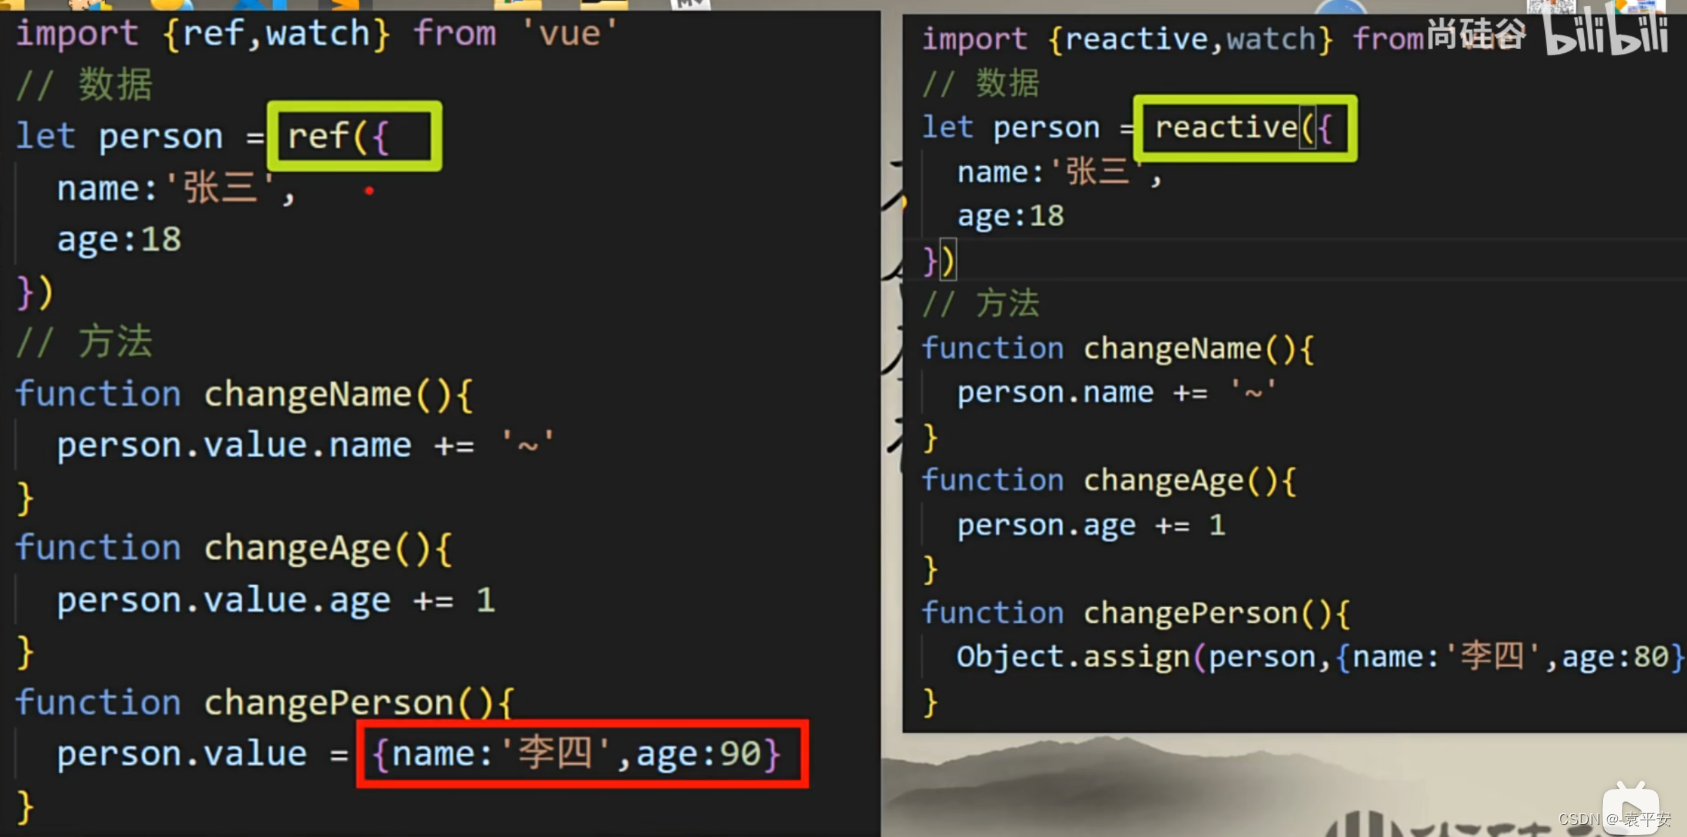 import {ref,watch} from 'vue'
// 数据
let person = ref({
name:'张三',
age:18
})
// 方法
function changeName(){
person.value.name += '~'
}
function changeAge(){
person.value.age += 1
}
function changePerson(){
person.value = {name:'李四',age:90}
}
import {reactive,watch} from 'vue'
// 数据
let person = reactive({
name:'张三',
age:18
})
// 方法
function changeName(){
person.name += '~'
}
function changeAge(){
person.age += 1
}
function changePerson(){
Object.assign(person,{name:'李四',age:80}
}
尚硅谷 bilibili
CSDN @-袁平安